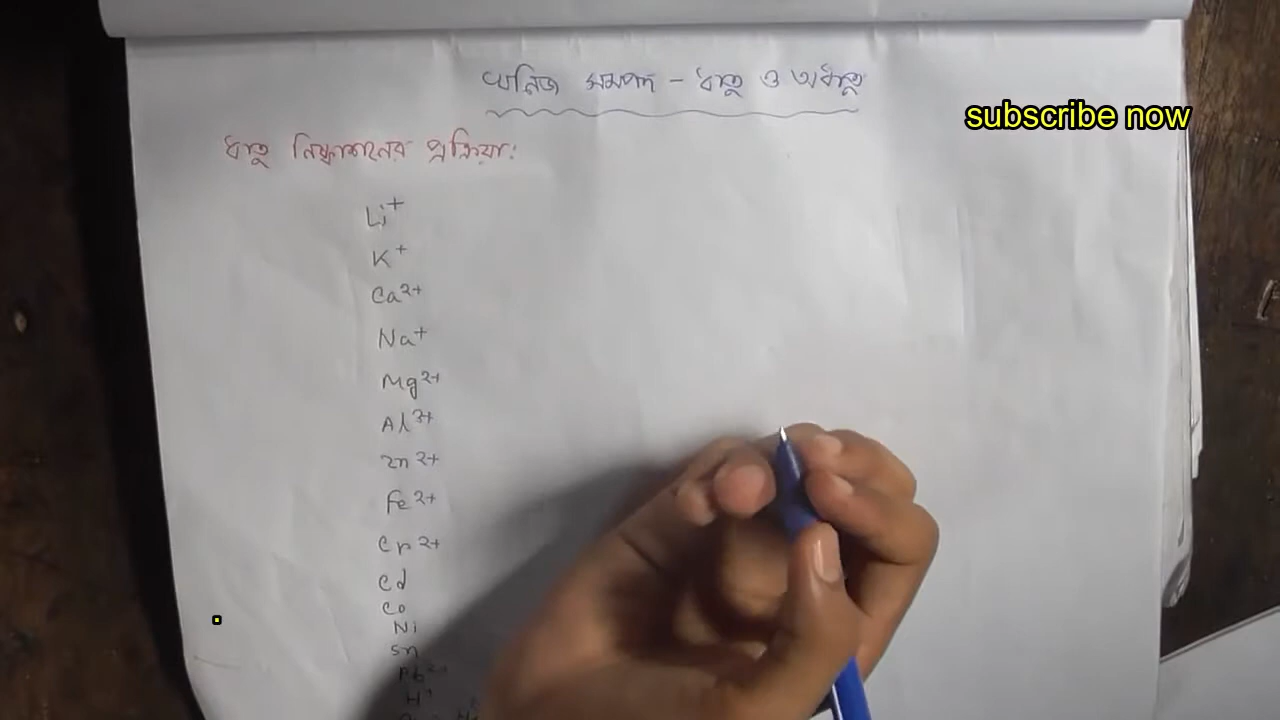 খনিজ সম্পদ - ধাতু ও অধাতু
subscribe now
ধাতু নিষ্কাশনের প্রক্রিয়া:
Li+
K+
Ca2+
Na+
Mg2+
Al3+
Zn2+
Fe2+
Cr2+
Cd
Co
Ni
Sn
Pb2+
H+